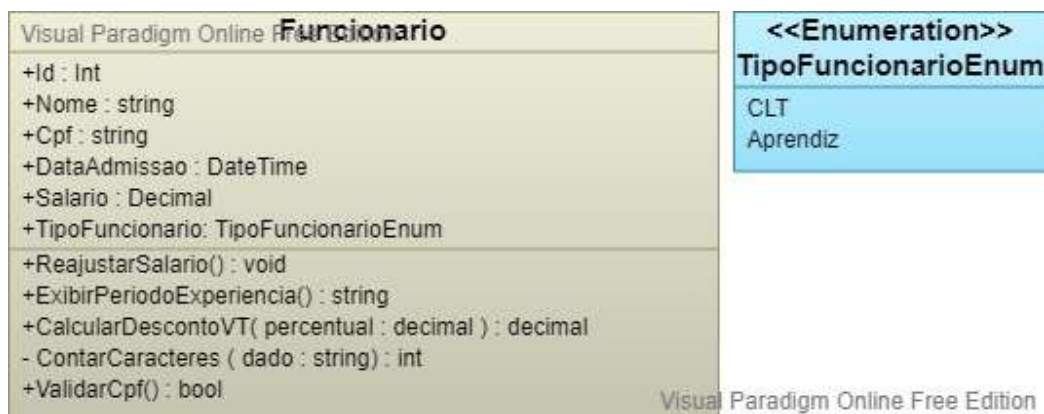 Visual Paradigm Online Free Edition
Funcionario
+Id : Int
+Nome : string
+Cpf : string
+DataAdmissao : DateTime
+Salario : Decimal
+TipoFuncionario: TipoFuncionarioEnum
+ReajustarSalario() : void
+ExibirPeriodoExperiencia() : string
+CalcularDescontoVT( percentual : decimal ) : decimal
- ContarCaracteres ( dado : string) : int
+ValidarCpf() : bool
<<Enumeration>>
TipoFuncionarioEnum
CLT
Aprendiz
Visual Paradigm Online Free Edition